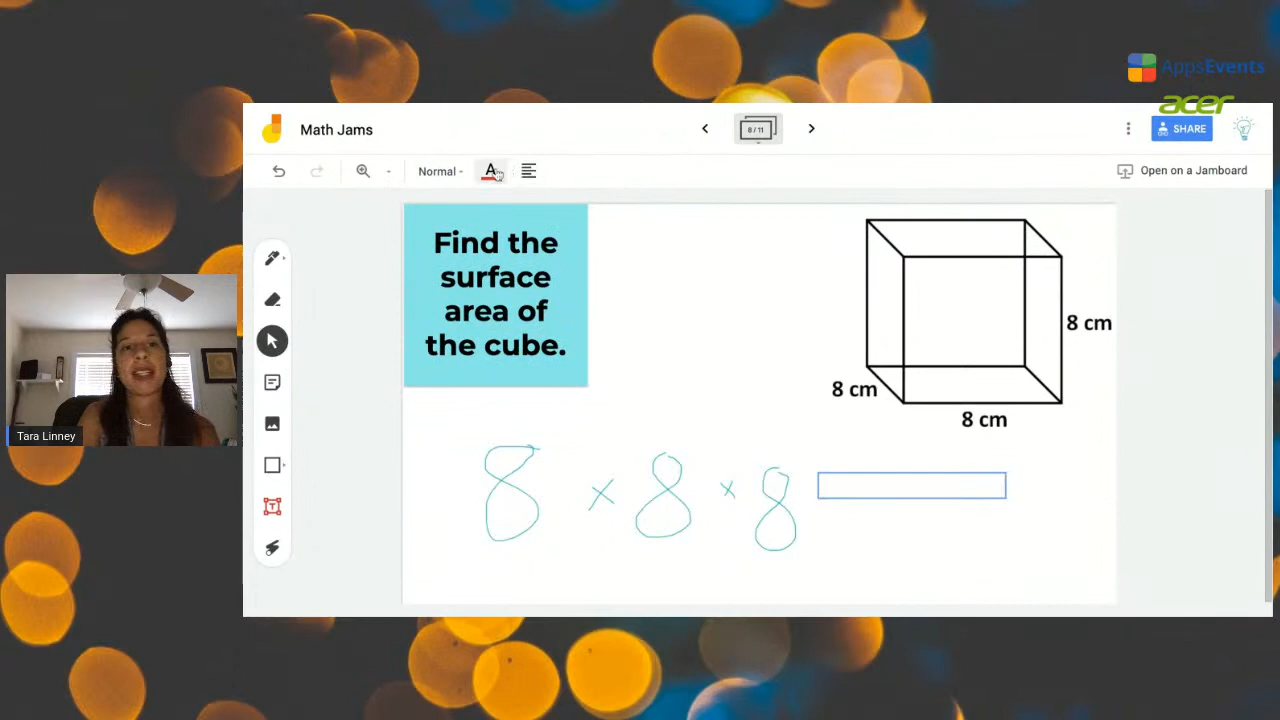 AppsEvents
acer
Math Jams
8 / 11
SHARE
Normal
A
Open on a Jamboard
Find the
surface
area of
the cube.
8 cm
8 cm
8 cm
8 × 8 × 8
T
Tara Linney